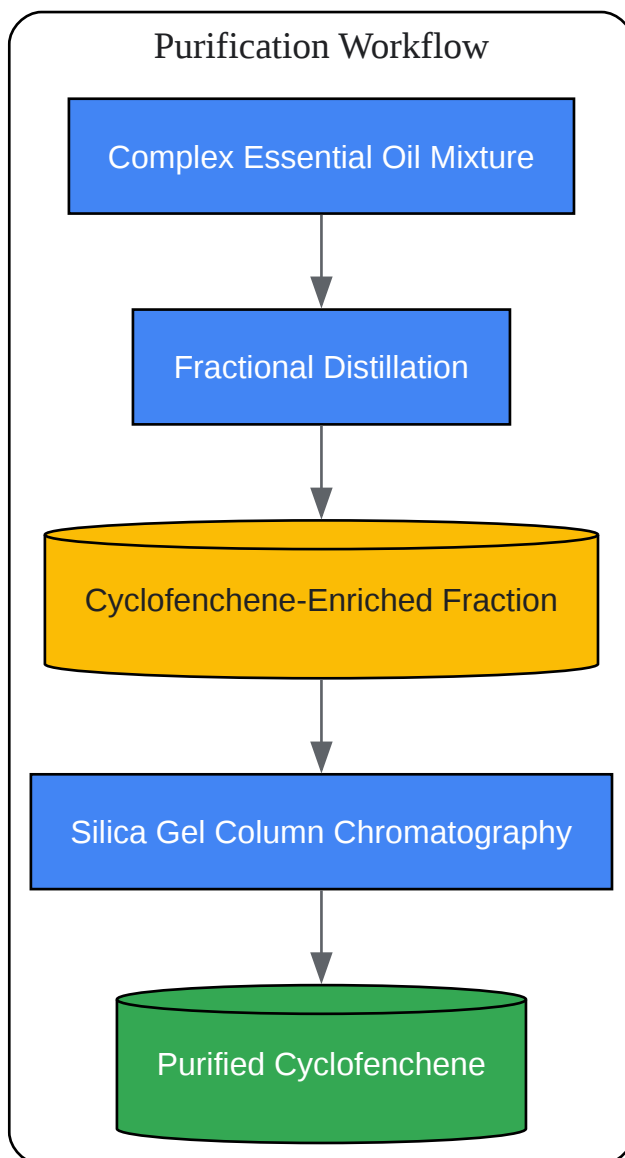 Purification Workflow
Complex Essential Oil Mixture
Fractional Distillation
Cyclofenchene-Enriched Fraction
Silica Gel Column Chromatography
Purified Cyclofenchene